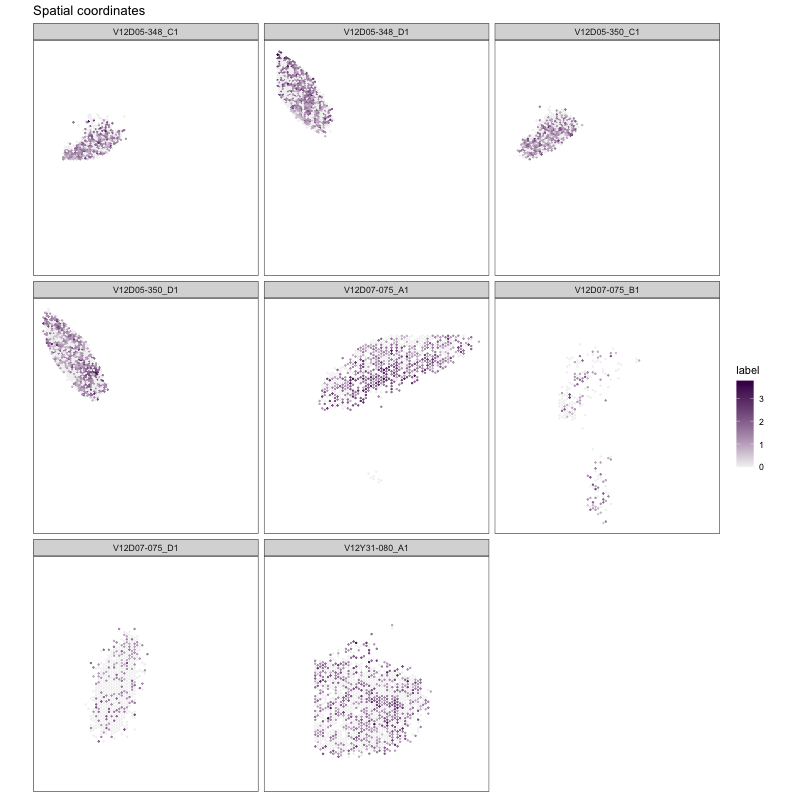 Spatial coordinates
V12D05-348_C1
V12D05-348_D1
V12D05-350_C1
V12D05-350_D1
V12D07-075_A1
V12D07-075_B1
label
3
2
1
0
V12D07-075_D1
V12Y31-080_A1